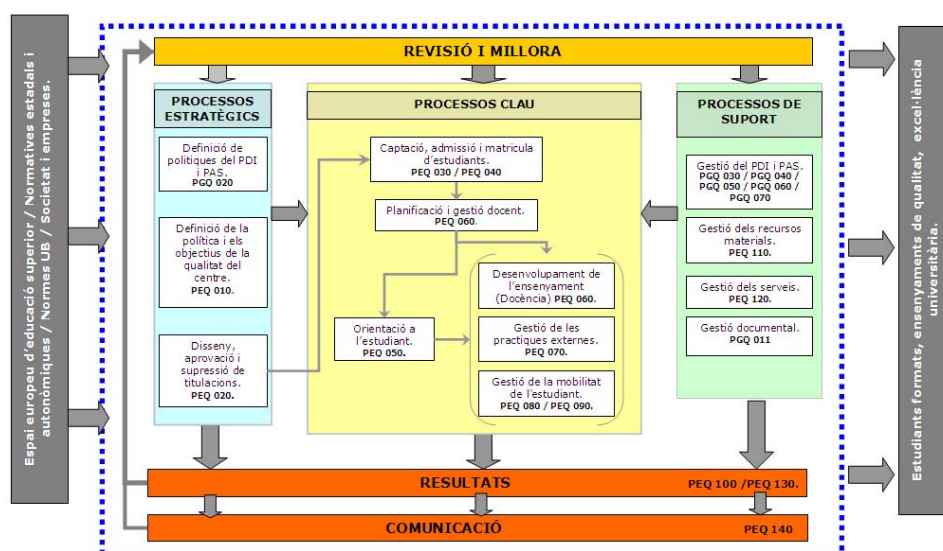 Espai europeu d'educació superior / Normatives estadals i
autonòmiques / Normes UB / Societat i empreses.
REVISIÓ I MILLORA
PROCESSOS
ESTRATÈGICS
Definició de
politiques del PDI
i PAS.
PGQ 020
Definició de la
política i els
objectius de la
qualitat del
centre.
PEQ 010.
Disseny,
aprovació i
supressió de
titulacions.
PEQ 020.
PROCESSOS CLAU
Captació, admissió i matricula
d'estudiants.
PEQ 030 / PEQ 040
Planificació i gestió docent.
PEQ 060.
Desenvolupament de
l'ensenyament
(Docència) PEQ 060.
Orientació a
l'estudiant.
PEQ 050.
Gestió de les
practiques externes.
PEQ 070.
Gestió de la mobilitat
de l'estudiant.
PEQ 080 / PEQ 090.
PROCESSOS DE
SUPORT
Gestió del PDI i PAS.
PGQ 030 / PGQ 040 /
PGQ 050 / PGQ 060 /
PGQ 070
Gestió dels recursos
materials.
PEQ 110.
Gestió dels serveis.
PEQ 120.
Gestió documental.
PGQ 011
RESULTATS
PEQ 100 /PEQ 130.
COMUNICACIÓ
PEQ 140
Estudiants formats, ensenyaments de qualitat, excel·lència
universitària.